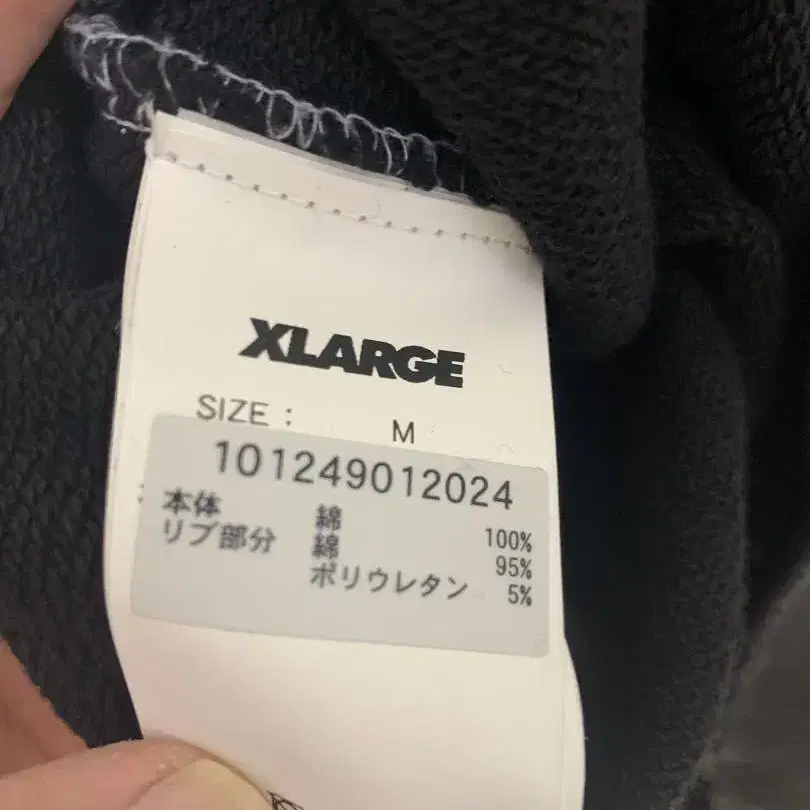 XLARGE
SIZE : M
101249012024
本体 綿 100%
リブ部分 綿 95%
ポリウレタン 5%